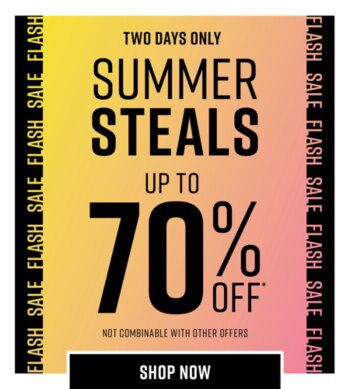 TWO DAYS ONLY
SUMMER
STEALS
UP TO
70%
OFF*
NOT COMBINABLE WITH OTHER OFFERS
SHOP NOW
FLASH SALE FLASH SALE FLASH SALE FLASH
FLASH SALE FLASH SALE FLASH SALE FLASH